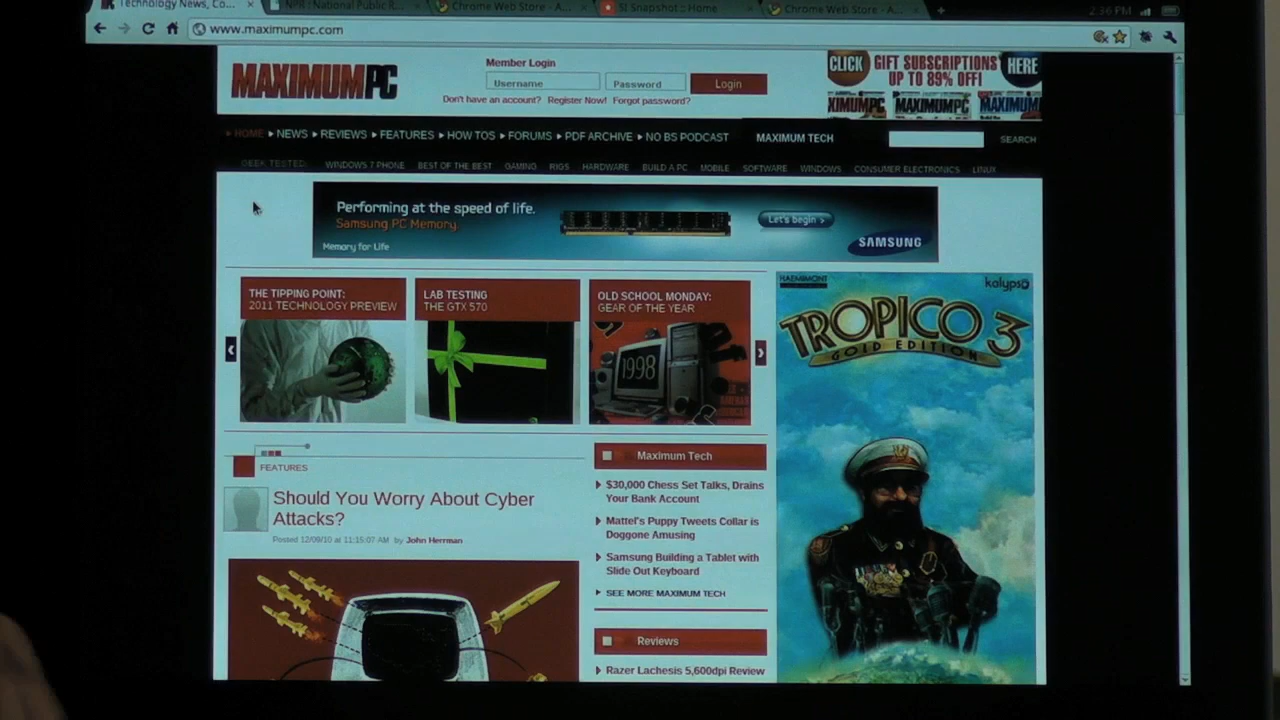 Technology News, Co...
NPR : National Public R...
Chrome Web Store - A...
SI Snapshot :: Home
Chrome Web Store - A...
2:36 PM
www.maximumpc.com
MAXIMUMPC
Member Login
Username
Password
Login
Don't have an account? Register Now! Forgot password?
CLICK
GIFT SUBSCRIPTIONS
UP TO 89% OFF!
HERE
XIMUMPC
MAXIMUMPC
MAXIMUM
HOME
NEWS
REVIEWS
FEATURES
HOW TOS
FORUMS
PDF ARCHIVE
NO BS PODCAST
MAXIMUM TECH
SEARCH
GEEK TESTED:
WINDOWS 7 PHONE
BEST OF THE BEST
GAMING
RIGS
HARDWARE
BUILD A PC
MOBILE
SOFTWARE
WINDOWS
CONSUMER ELECTRONICS
LINUX
Performing at the speed of life.
Samsung PC Memory
Memory for Life
Let's begin >
SAMSUNG
THE TIPPING POINT:
2011 TECHNOLOGY PREVIEW
LAB TESTING
THE GTX 570
OLD SCHOOL MONDAY:
GEAR OF THE YEAR
1998
HAEMIMONT
kalypso
TROPICO 3
GOLD EDITION
FEATURES
Should You Worry About Cyber
Attacks?
Posted 12/09/10 at 11:15:07 AM by John Herrman
Maximum Tech
$30,000 Chess Set Talks, Drains
Your Bank Account
Mattel's Puppy Tweets Collar is
Doggone Amusing
Samsung Building a Tablet with
Slide Out Keyboard
SEE MORE MAXIMUM TECH
Reviews
Razer Lachesis 5,600dpi Review